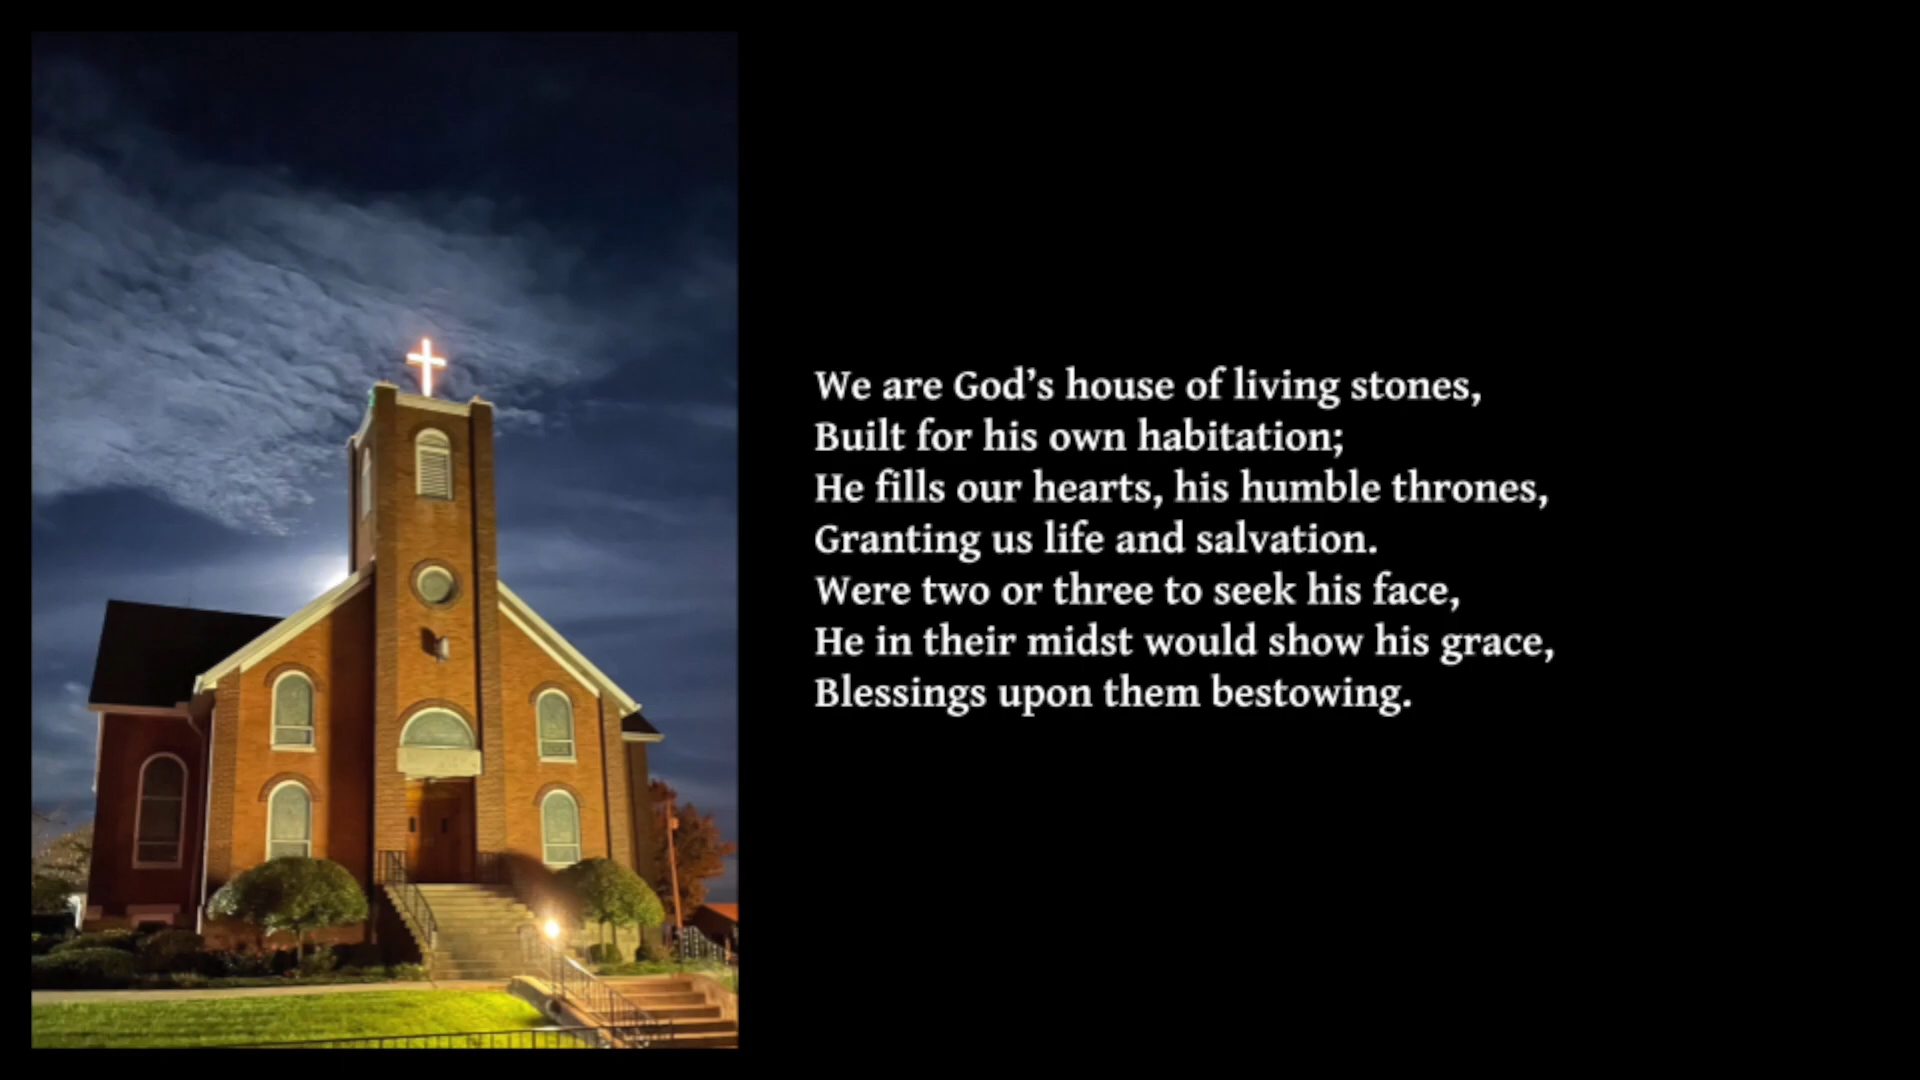 We are God’s house of living stones,
Built for his own habitation;
He fills our hearts, his humble thrones,
Granting us life and salvation.
Were two or three to seek his face,
He in their midst would show his grace,
Blessings upon them bestowing.